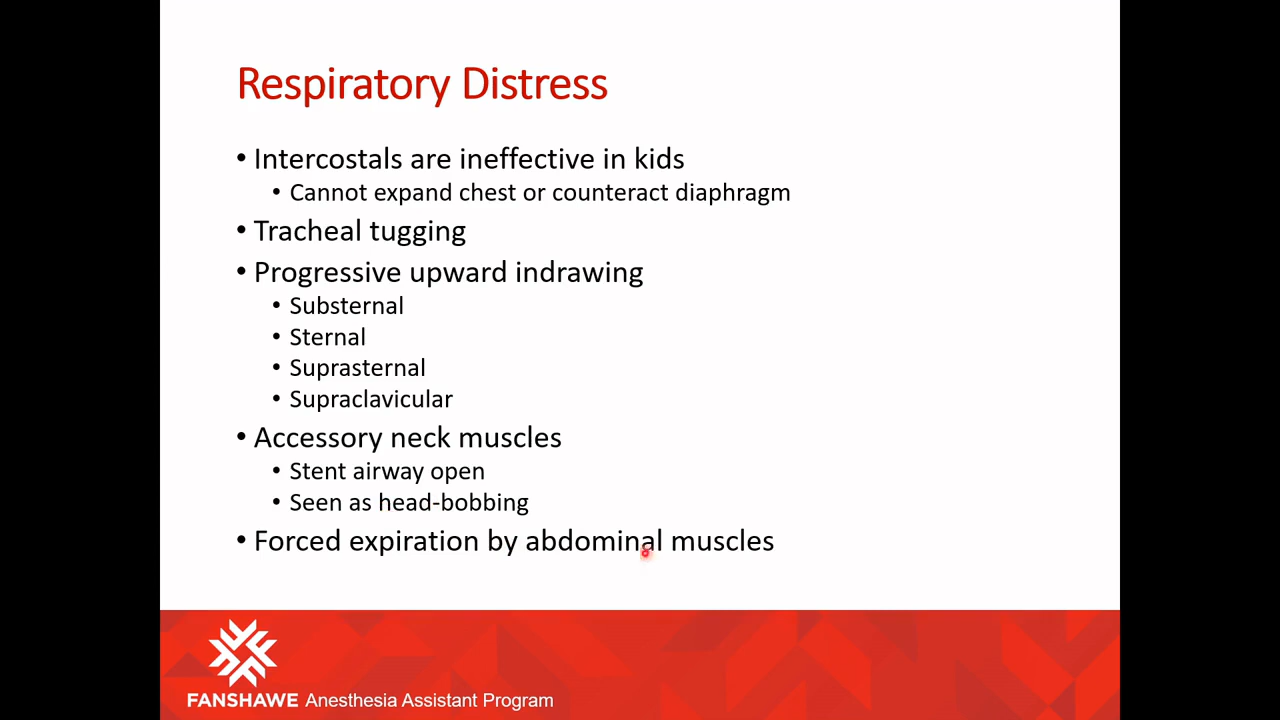 Respiratory Distress
• Intercostals are ineffective in kids
• Cannot expand chest or counteract diaphragm
• Tracheal tugging
• Progressive upward indrawing
• Substernal
• Sternal
• Suprasternal
• Supraclavicular
• Accessory neck muscles
• Stent airway open
• Seen as head-bobbing
• Forced expiration by abdominal muscles
FANSHAWE Anesthesia Assistant Program